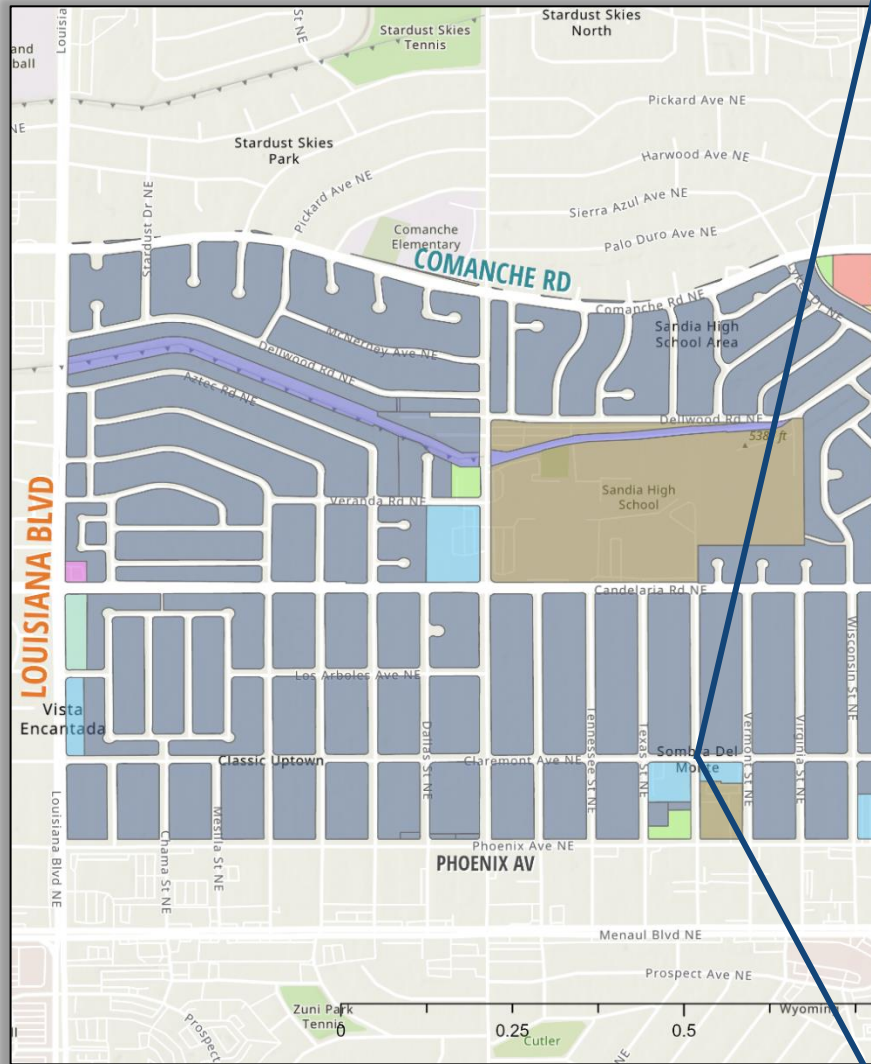 Louisia
St NE
Stardust Skies
Tennis
Stardust Skies
North
and
ball
NE
Pickard Ave NE
Stardust Skies
Park
Harwood Ave NE
Pickard Ave NE
Stardust Dr NE
Sierra Azul Ave NE
Comanche
Elementary
Palo Duro Ave NE
COMANCHE RD
Comanche Rd NE
Sandia High
School Area
McNerney Ave NE
Dellwood Rd NE
Aztec Rd NE
Dellwood Rd NE
Sandia High
School
Veranda Rd NE
LOUISIANA BLVD
Candelaria Rd NE
Wisconsin St NE
Los Arboles Ave NE
Vista
Encantada
Dallas St NE
Tennessee St NE
Texas St NE
Vermont St NE
Virginia St NE
Classic Uptown
Claremont Ave NE
Sombra Del
Monte
Louisiana Blvd NE
Chama St NE
Mesilla St NE
Phoenix Ave NE
PHOENIX AV
Menaul Blvd NE
Prospect Ave NE
Zuni Park
Tennis
Prospect
0
0.25
0.5
Wyoming
Cutler
NE